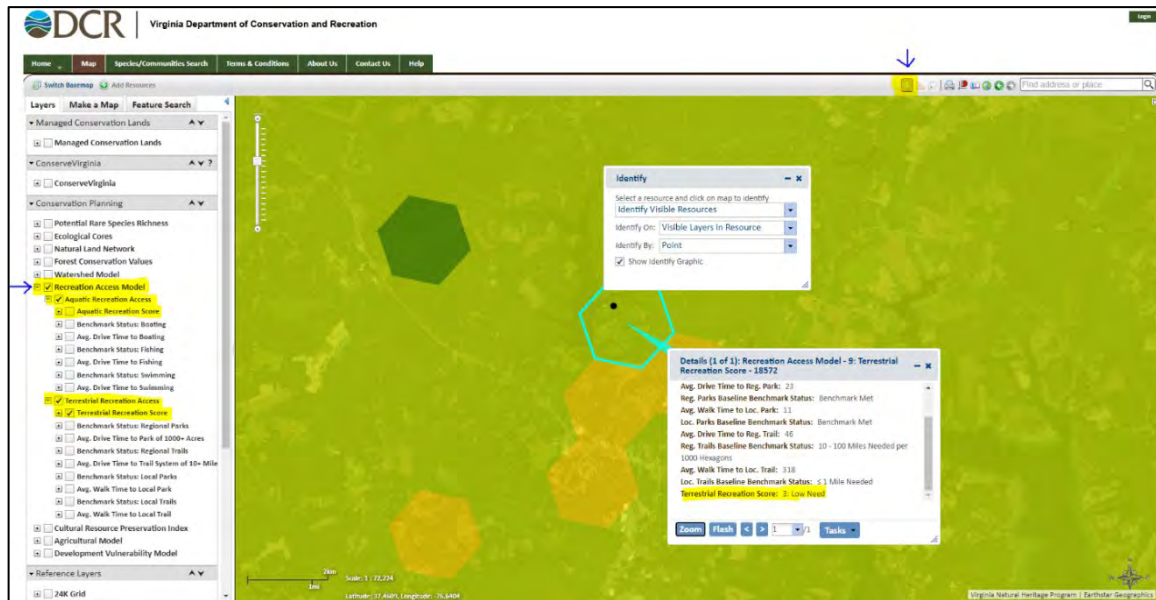 DCR
Virginia Department of Conservation and Recreation
Login
Home
Map
Species/Communities Search
Terms & Conditions
About Us
Contact Us
Help
Switch Basemap
Add Resources
Find address or place
Layers
Make a Map
Feature Search
Managed Conservation Lands
Managed Conservation Lands
ConserveVirginia
?
ConserveVirginia
Conservation Planning
Potential Rare Species Richness
Ecological Cores
Natural Land Network
Forest Conservation Values
Watershed Model
Recreation Access Model
Aquatic Recreation Access
Aquatic Recreation Score
Benchmark Status: Boating
Avg. Drive Time to Boating
Benchmark Status: Fishing
Avg. Drive Time to Fishing
Benchmark Status: Swimming
Avg. Drive Time to Swimming
Terrestrial Recreation Access
Terrestrial Recreation Score
Benchmark Status: Regional Parks
Avg. Drive Time to Park of 1000+ Acres
Benchmark Status: Regional Trails
Avg. Drive Time to Trail System of 10+ Mile
Benchmark Status: Local Parks
Avg. Walk Time to Local Park
Benchmark Status: Local Trails
Avg. Walk Time to Local Trail
Cultural Resource Preservation Index
Agricultural Model
Development Vulnerability Model
Reference Layers
24K Grid
Identify
Select a resource and click on map to identify
Identify Visible Resources
Identify On: Visible Layers in Resource
Identify By: Point
Show Identify Graphic
Details (1 of 1): Recreation Access Model - 9: Terrestrial
Recreation Score - 18572
Avg. Drive Time to Reg. Park: 23
Reg. Parks Baseline Benchmark Status: Benchmark Met
Avg. Walk Time to Loc. Park: 11
Loc. Parks Baseline Benchmark Status: Benchmark Met
Avg. Drive Time to Reg. Trail: 46
Reg. Trails Baseline Benchmark Status: 10 - 100 Miles Needed per
1000 Hexagons
Avg. Walk Time to Loc. Trail: 318
Loc. Trails Baseline Benchmark Status: ≤ 1 Mile Needed
Terrestrial Recreation Score: 3: Low Need
Zoom
Flash
<
>
1
/1
Tasks
2km
1mi
Scale: 1 : 72,224
Virginia Natural Heritage Program | Earthstar Geographics